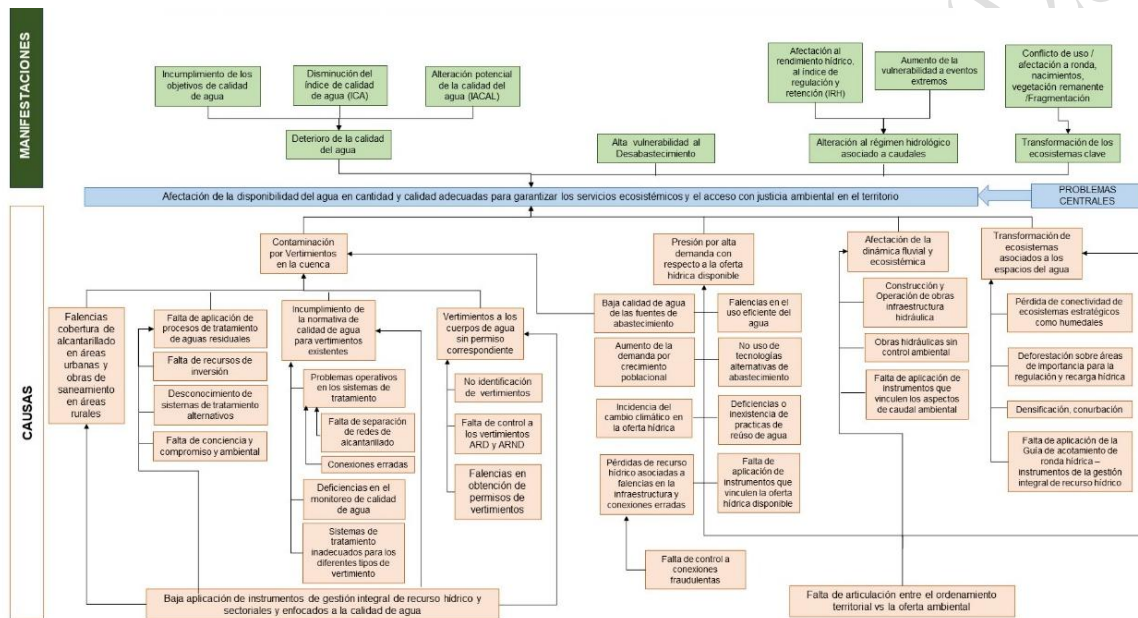 MANIFESTACIONES
Incumplimiento de los
objetivos de calidad
de agua
Disminución del
índice de calidad
de agua (ICA)
Alteración potencial
de la calidad del
agua (IACAL)
Afectación al
rendimiento hídrico,
al índice de
regulación y
retención (IRH)
Aumento de la
vulnerabilidad a eventos
extremos
Conflicto de uso /
afectación a ronda,
nacimientos,
vegetación remanente
/Fragmentación
Deterioro de la calidad
del agua
Alta vulnerabilidad al
Desabastecimiento
Alteración al régimen hidrológico
asociado a caudales
Transformación de los
ecosistemas clave
Afectación de la disponibilidad del agua en cantidad y calidad adecuadas para garantizar los servicios ecosistémicos y el acceso con justicia ambiental en el territorio
PROBLEMAS
CENTRALES
CAUSAS
Contaminación
por Vertimientos
en la cuenca
Presión por alta
demanda con
respecto a la oferta
hídrica disponible
Afectación de la
dinámica fluvial y
ecosistémica
Transformación de
ecosistemas
asociados a los
espacios del agua
Falencias
cobertura de
alcantarillado
en áreas
urbanas y
obras de
saneamiento
en áreas
rurales
Falta de aplicación de
procesos de tratamiento
de aguas residuales
Falta de recursos de
inversión
Desconocimiento de
sistemas de tratamiento
alternativos
Falta de conciencia y
compromiso y ambiental
Incumplimiento de la
normativa de
calidad de agua
para vertimientos
existentes
Problemas operativos
en los sistemas de
tratamiento
Falta de separación
de redes de
alcantarillado
Conexiones erradas
Deficiencias en el
monitoreo de calidad
de agua
Sistemas de
tratamiento
inadecuados para los
diferentes tipos de
vertimiento
Vertimientos a los
cuerpos de agua
sin permiso
correspondiente
No identificación
de vertimientos
Falta de control a
los vertimientos
ARD y ARND
Falencias en
obtención de
permisos de
vertimientos
Baja calidad de agua
de las fuentes de
abastecimiento
Aumento de la
demanda por
crecimiento
poblacional
Incidencia del
cambio climático en
la oferta hídrica
Pérdidas de recurso
hídrico asociadas a
falencias en la
infraestructura y
conexiones erradas
Falta de control a
conexiones
fraudulentas
Falencias en el
uso eficiente del
agua
No uso de
tecnologías
alternativas de
abastecimiento
Deficiencias o
inexistencia de
practicas de
reúso de agua
Falta de
aplicación de
instrumentos que
vinculen la oferta
hídrica disponible
Construcción y
Operación de obras
infraestructura
hidráulica
Obras hidráulicas sin
control ambiental
Falta de aplicación de
instrumentos que
vinculen los aspectos
de caudal ambiental
Pérdida de conectividad de
ecosistemas estratégicos
como humedales
Deforestación sobre áreas
de importancia para la
regulación y recarga hídrica
Densificación, conurbación
Falta de aplicación de la
Guía de acotamiento de
ronda hídrica –
instrumentos de la gestión
integral de recurso hídrico
Baja aplicación de instrumentos de gestión integral de recurso hídrico y
sectoriales y enfocados a la calidad de agua
Falta de articulación entre el ordenamiento
territorial vs la oferta ambiental